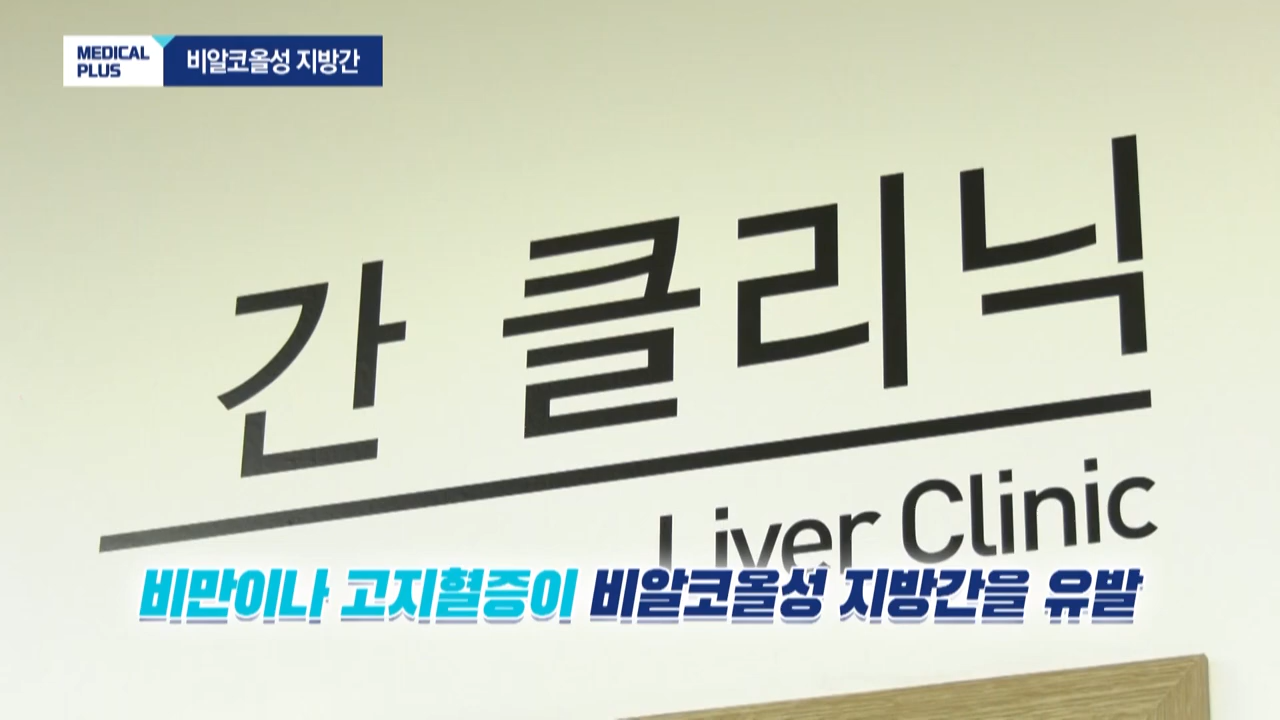 MEDICAL
PLUS
비알코올성 지방간
간 클리닉
Liver Clinic
비만이나 고지혈증이 비알코올성 지방간을 유발